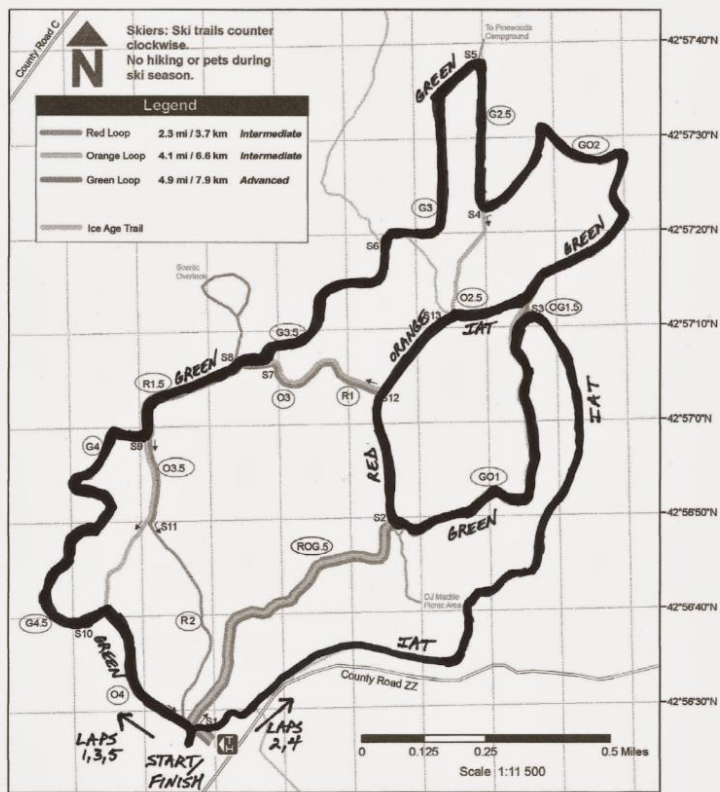 County Road C
N
Skiers: Ski trails counter
clockwise.
No hiking or pets during
ski season.
Legend
Red Loop 2.3 mi / 3.7 km Intermediate
Orange Loop 4.1 mi / 6.6 km Intermediate
Green Loop 4.9 mi / 7.9 km Advanced
Ice Age Trail
To Pinewoods
Campground
S5
GREEN
G2.5
GO2
G3
S4
GREEN
S6
O2.5
S13
S3
OG1.5
IAT
Scenic
Overlook
G3.5
ORANGE
S8
S7
O3
R1
S12
R1.5
GREEN
IAT
G4
S9
O3.5
RED
GO1
S11
S2
GREEN
ROG.5
DJ Mackie
Picnic Area
G4.5
S10
R2
GREEN
IAT
O4
County Road ZZ
S1
TH
LAPS
1,3,5
LAPS
2,4
START/
FINISH
0 0.125 0.25 0.5 Miles
Scale 1:11 500
42°57'40"N
42°57'30"N
42°57'20"N
42°57'10"N
42°57'0"N
42°56'50"N
42°56'40"N
42°56'30"N